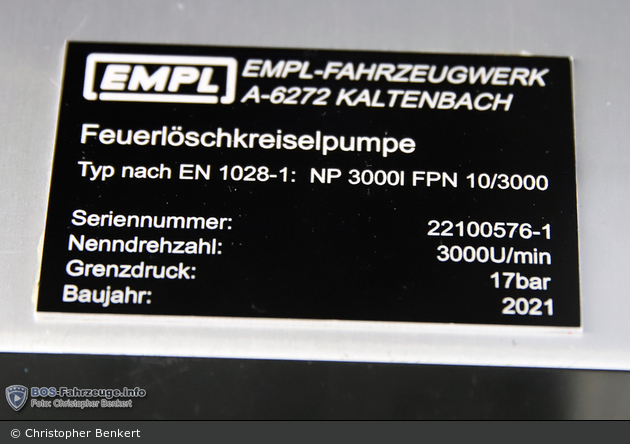 EMPL EMPL-FAHRZEUGWERK
A-6272 KALTENBACH
Feuerlöschkreiselpumpe
Typ nach EN 1028-1: NP 3000l FPN 10/3000
Seriennummer: 22100576-1
Nenndrehzahl: 3000U/min
Grenzdruck: 17bar
Baujahr: 2021
BOS-Fahrzeuge.info
Foto: Christopher Benkert
© Christopher Benkert